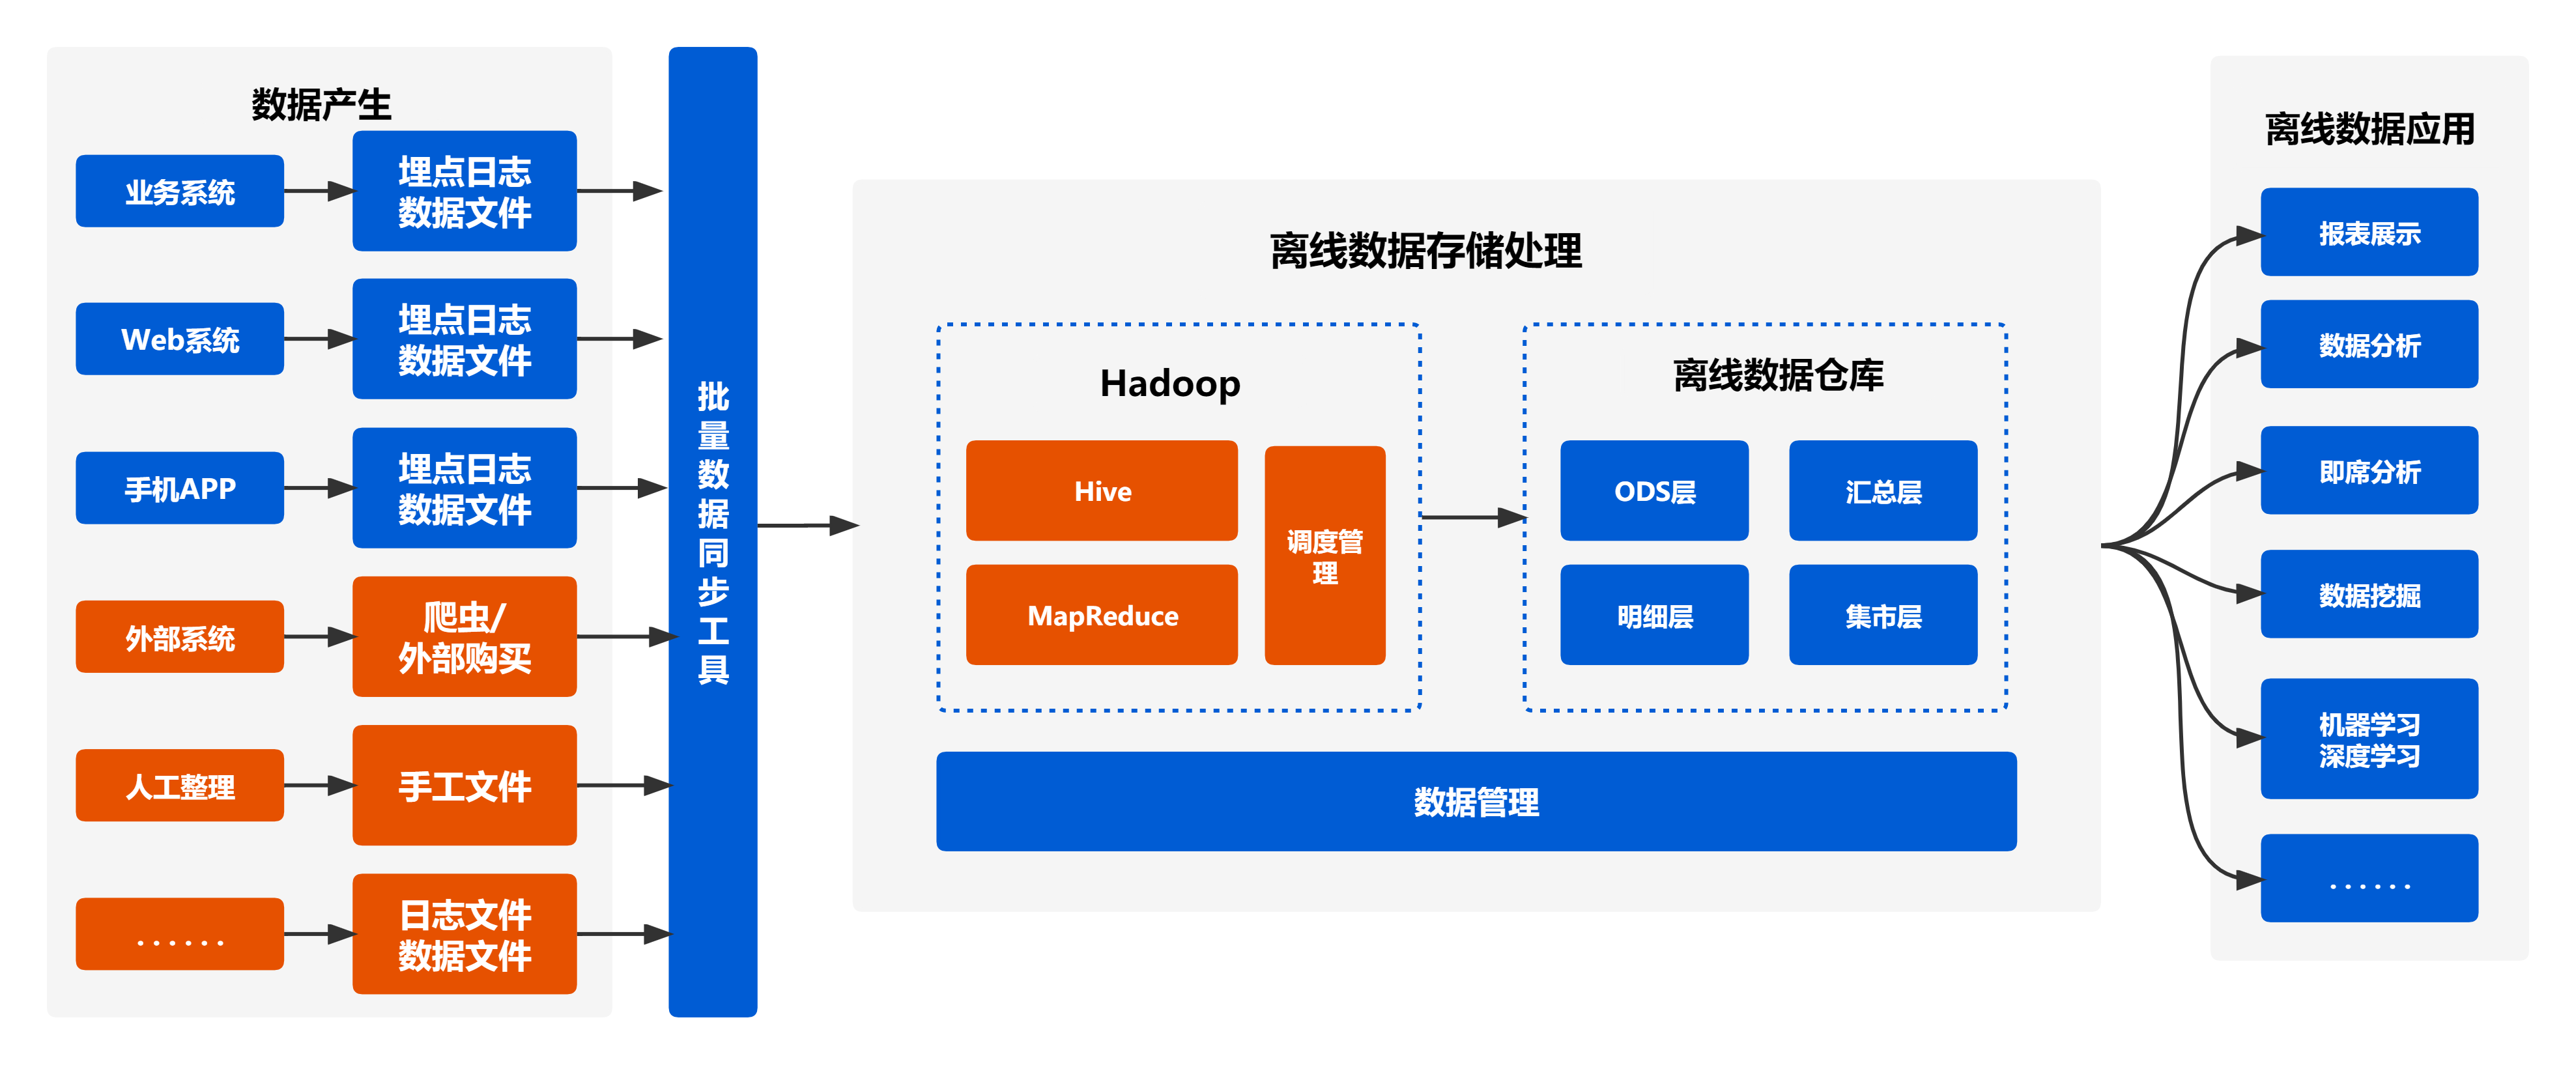 数据产生
业务系统
埋点日志
数据文件
Web系统
埋点日志
数据文件
手机APP
埋点日志
数据文件
外部系统
爬虫/
外部购买
人工整理
手工文件
......
日志文件
数据文件
批量数据同步工具
离线数据存储处理
Hadoop
Hive
MapReduce
调度管
理
离线数据仓库
ODS层
汇总层
明细层
集市层
数据管理
离线数据应用
报表展示
数据分析
即席分析
数据挖掘
机器学习
深度学习
......